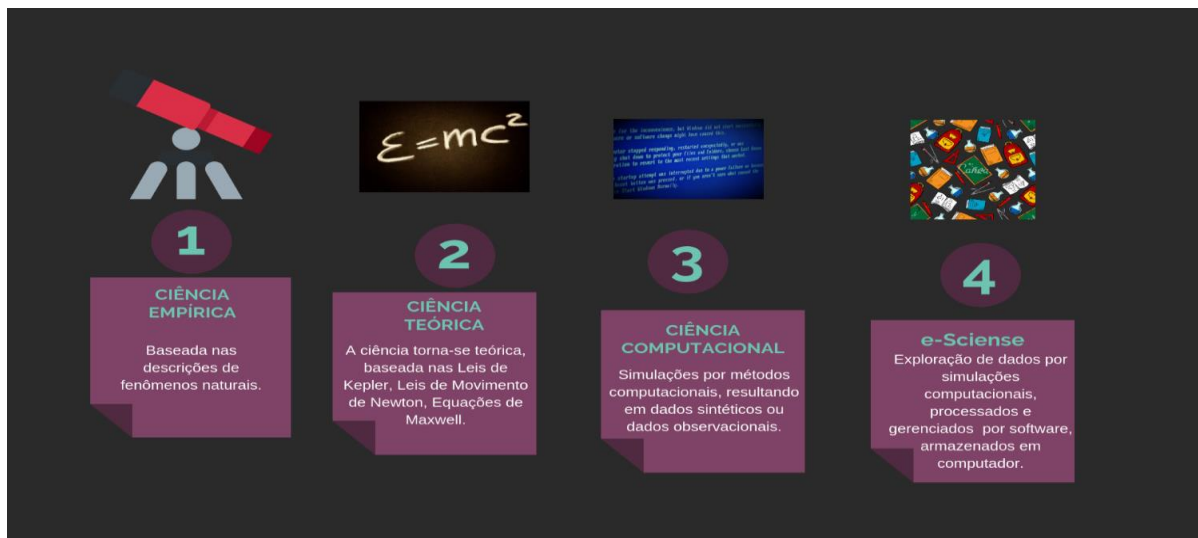 E=mc²
1
CIÊNCIA
EMPÍRICA
Baseada nas
descrições de
fenômenos naturais.
2
CIÊNCIA
TEÓRICA
A ciência torna-se teórica,
baseada nas Leis de
Kepler, Leis de Movimento
de Newton, Equações de
Maxwell.
3
CIÊNCIA
COMPUTACIONAL
Simulações por métodos
computacionais, resultando
em dados sintéticos ou
dados observacionais.
4
e-Sciense
Exploração de dados por
simulações
computacionais,
processados e
gerenciados por software,
armazenados em
computador.